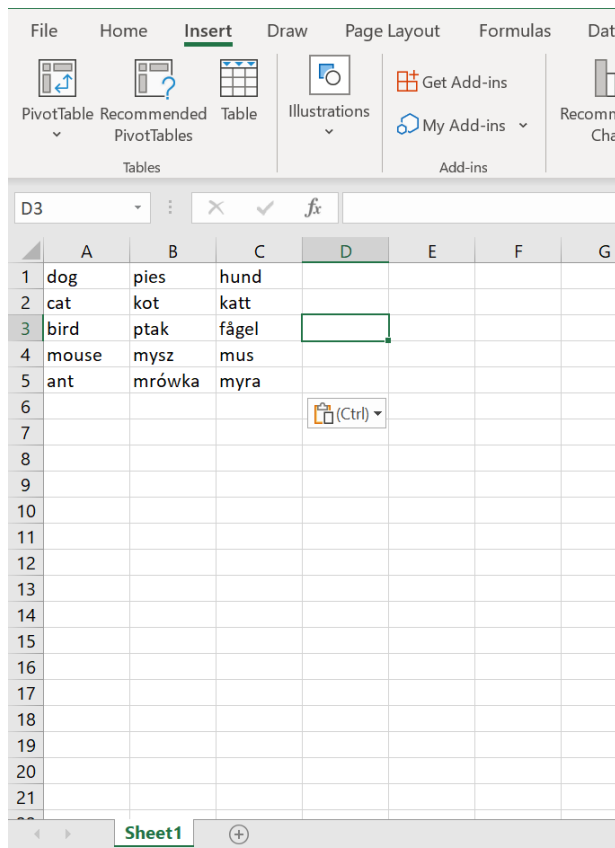 File Home Insert Draw Page Layout Formulas Dat
PivotTable Recommended PivotTables Table Illustrations Get Add-ins
My Add-ins Recomm
Cha
Tables Add-ins
D3 fx
A B C D E F G
1 dog pies hund
2 cat kot katt
3 bird ptak fågel
4 mouse mysz mus
5 ant mrówka myra
6
(Ctrl)
7
8
9
10
11
12
13
14
15
16
17
18
19
20
21
Sheet1